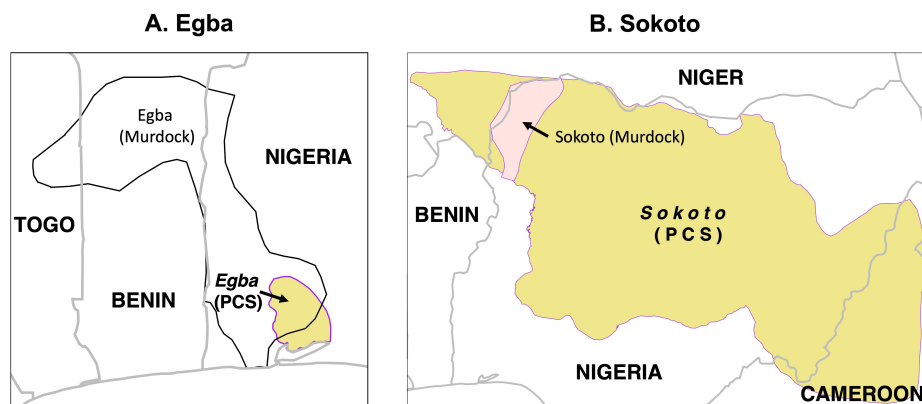 A. Egba
Egba
(Murdock)
NIGERIA
TOGO
BENIN
Egba
(PCS)
B. Sokoto
NIGER
Sokoto (Murdock)
BENIN
Sokoto
(PCS)
NIGERIA
CAMEROON